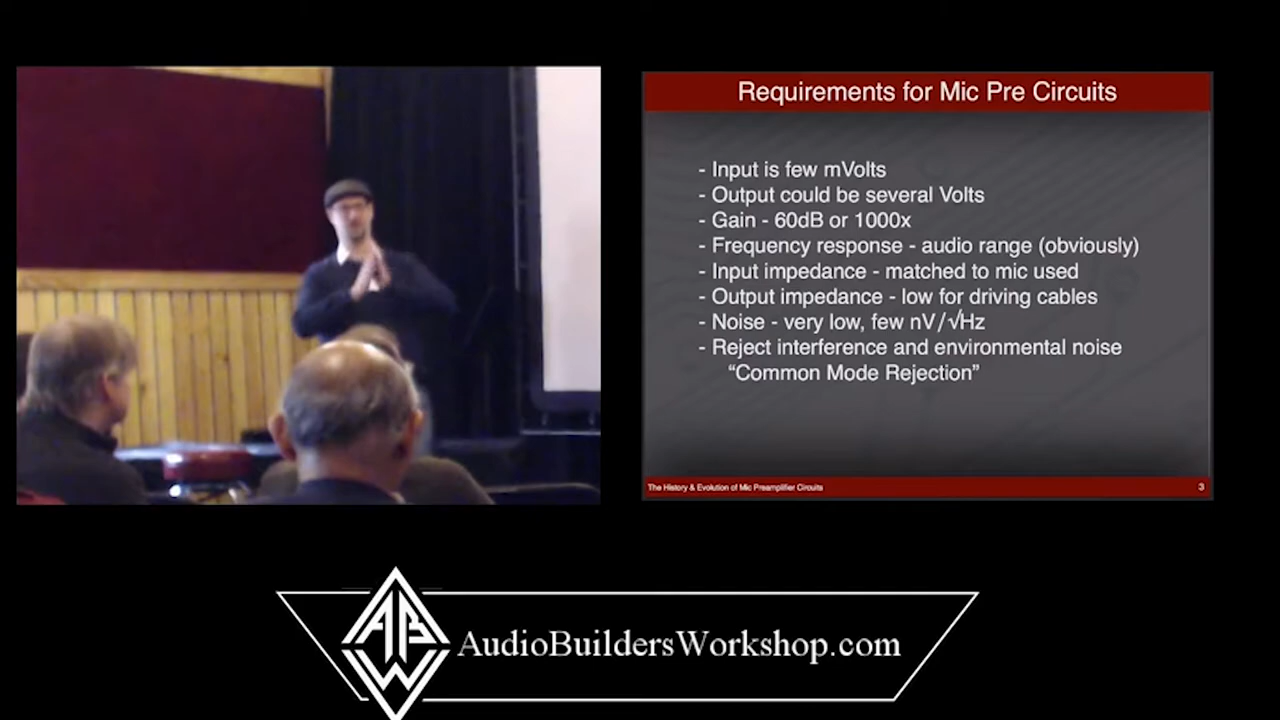 Requirements for Mic Pre Circuits
- Input is few mVolts
- Output could be several Volts
- Gain - 60dB or 1000x
- Frequency response - audio range (obviously)
- Input impedance - matched to mic used
- Output impedance - low for driving cables
- Noise - very low, few nV/√Hz
- Reject interference and environmental noise
“Common Mode Rejection”
The History & Evolution of Mic Preamplifier Circuits
3
ABW
AudioBuildersWorkshop.com